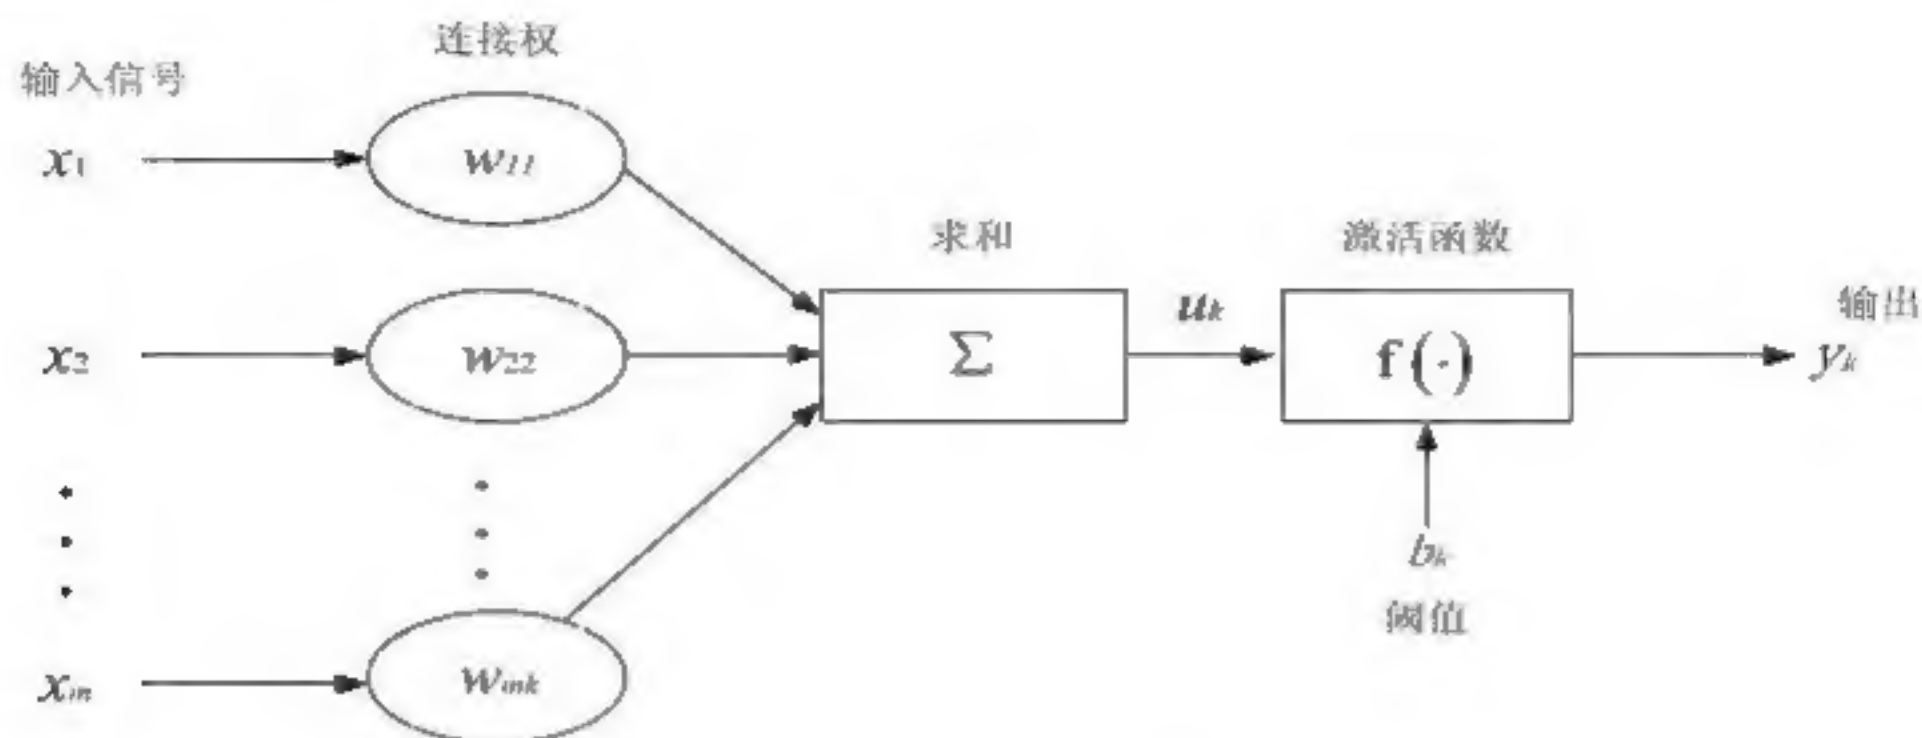 连接权
输入信号
x1
w11
求和
激活函数
x2
w22
Σ
uk
f(·)
输出
yk
bk
阈值
xm
wmk